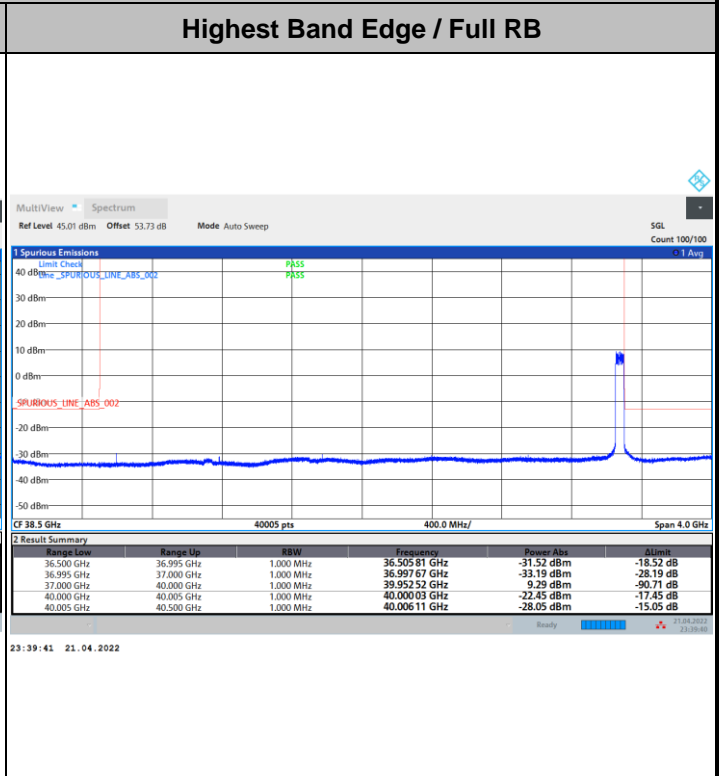 Highest Band Edge / Full RB
MultiView Spectrum
Ref Level 45.01 dBm Offset 53.73 dB Mode Auto Sweep SGL
Count 100/100
1 Spurious Emissions 1 Avg
Limit Check PASS
40 dBm Line _SPURIOUS_LINE_ABS_002 PASS
30 dBm
20 dBm
10 dBm
0 dBm
_SPURIOUS_LINE_ABS_002
-20 dBm
-30 dBm
-40 dBm
-50 dBm
CF 38.5 GHz 40005 pts 400.0 MHz/ Span 4.0 GHz
2 Result Summary
Range Low Range Up RBW Frequency Power Abs ΔLimit
36.500 GHz 36.995 GHz 1.000 MHz 36.505 81 GHz -31.52 dBm -18.52 dB
36.995 GHz 37.000 GHz 1.000 MHz 36.997 67 GHz -33.19 dBm -28.19 dB
37.000 GHz 40.000 GHz 1.000 MHz 39.952 52 GHz 9.29 dBm -90.71 dB
40.000 GHz 40.005 GHz 1.000 MHz 40.000 03 GHz -22.45 dBm -17.45 dB
40.005 GHz 40.500 GHz 1.000 MHz 40.006 11 GHz -28.05 dBm -15.05 dB
Ready 21.04.2022
23:39:40
23:39:41 21.04.2022